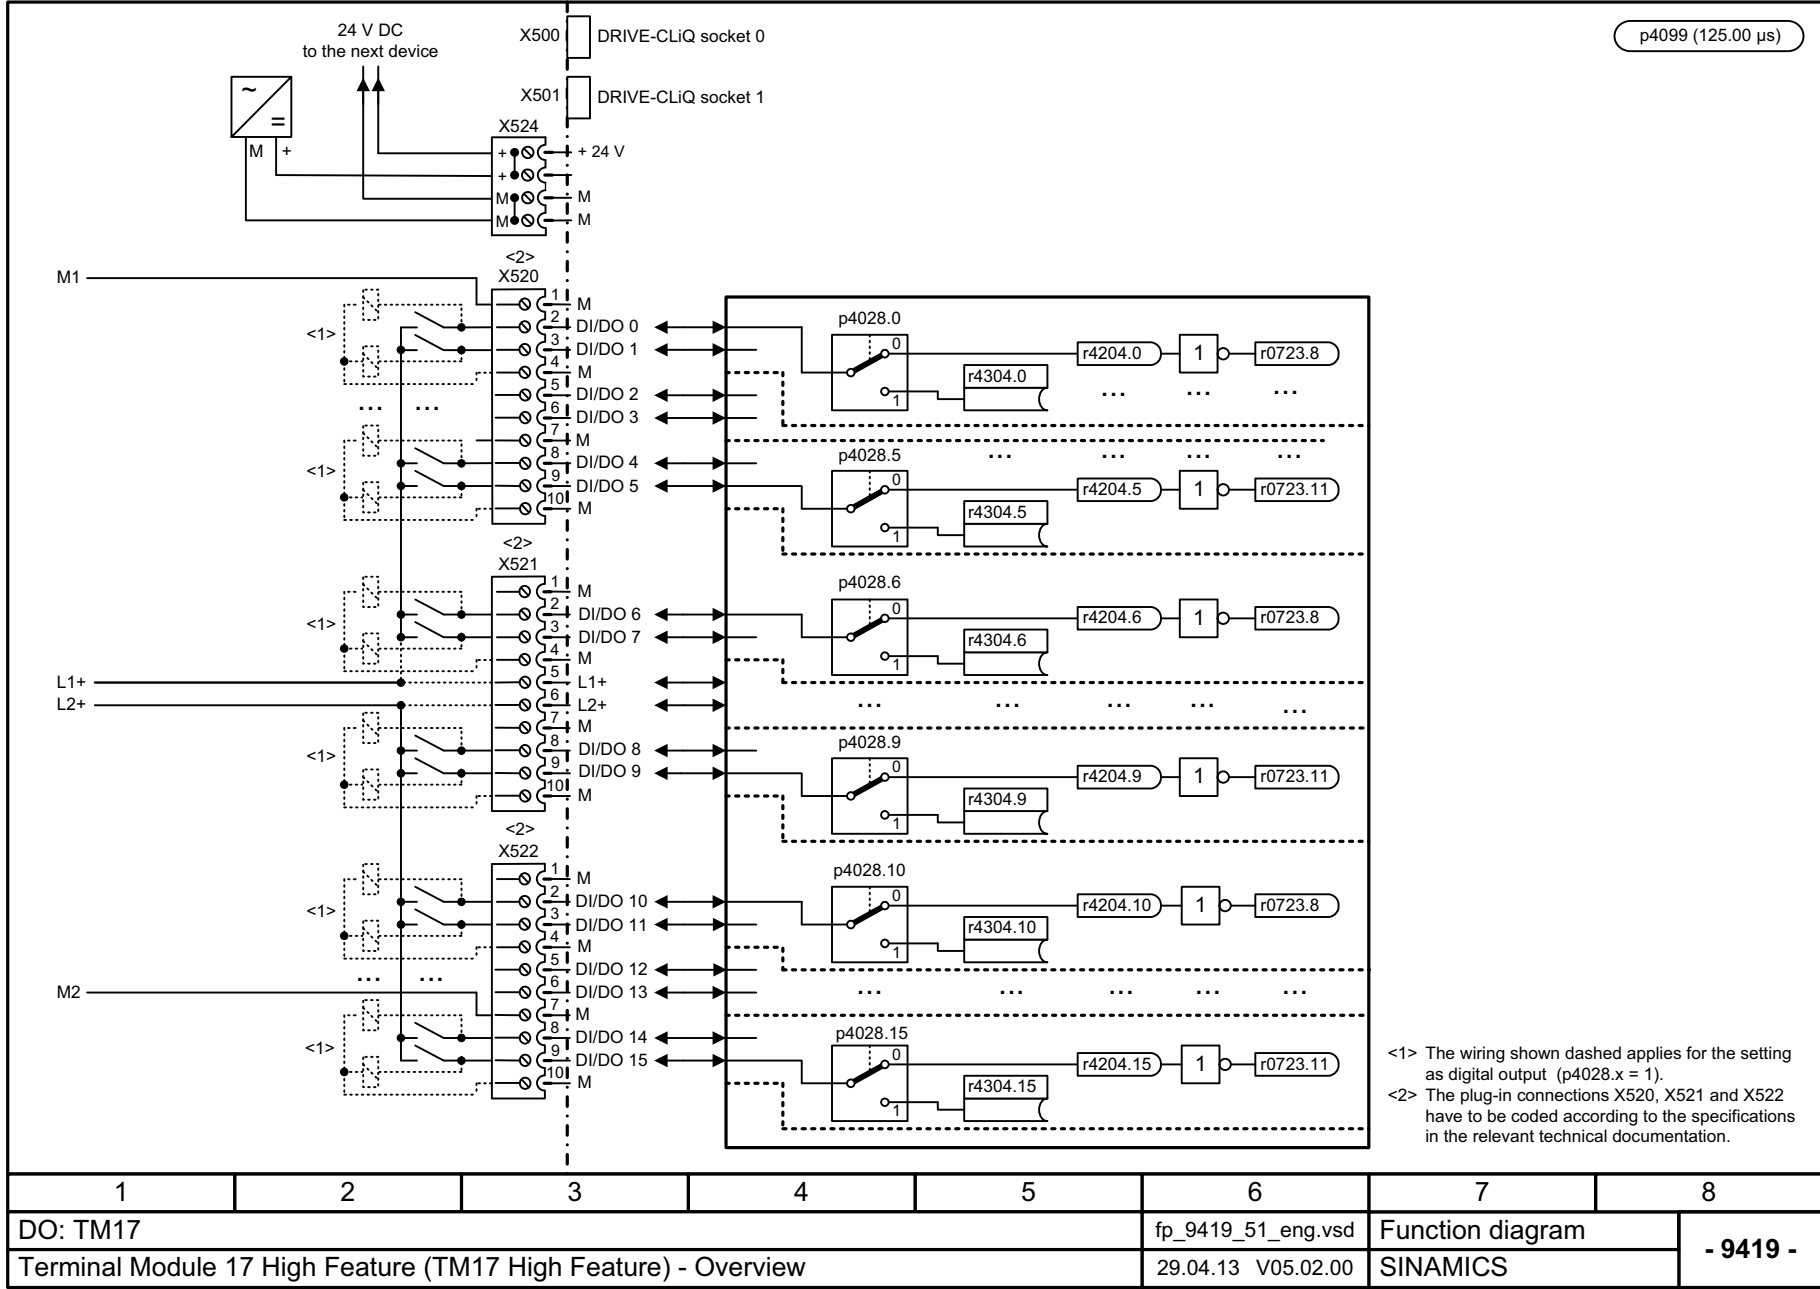 24 V DC
to the next device
X500
DRIVE-CLiQ socket 0
p4099 (125.00 µs)
X501
DRIVE-CLiQ socket 1
~
=
M +
X524
+
+ 24 V
+
M
M
M
M
<2>
X520
M1
1
M
2
DI/DO 0
3
DI/DO 1
4
M
5
DI/DO 2
6
DI/DO 3
7
M
8
DI/DO 4
9
DI/DO 5
10
M
<1>
... ...
<1>
p4028.0
0
1
r4304.0
r4204.0
1
r0723.8
... ... ...
... ... ... ...
p4028.5
0
1
r4304.5
r4204.5
1
r0723.11
<2>
X521
1
M
2
DI/DO 6
3
DI/DO 7
4
M
5
L1+
6
L2+
7
M
8
DI/DO 8
9
DI/DO 9
10
M
<1>
L1+
L2+
<1>
p4028.6
0
1
r4304.6
r4204.6
1
r0723.8
... ... ... ... ...
p4028.9
0
1
r4304.9
r4204.9
1
r0723.11
<2>
X522
1
M
2
DI/DO 10
3
DI/DO 11
4
M
5
DI/DO 12
6
DI/DO 13
7
M
8
DI/DO 14
9
DI/DO 15
10
M
<1>
... ...
M2
<1>
p4028.10
0
1
r4304.10
r4204.10
1
r0723.8
... ... ... ... ...
p4028.15
0
1
r4304.15
r4204.15
1
r0723.11
<1> The wiring shown dashed applies for the setting
as digital output (p4028.x = 1).
<2> The plug-in connections X520, X521 and X522
have to be coded according to the specifications
in the relevant technical documentation.
1 2 3 4 5 6 7 8
DO: TM17
fp_9419_51_eng.vsd
Function diagram
- 9419 -
Terminal Module 17 High Feature (TM17 High Feature) - Overview
29.04.13 V05.02.00
SINAMICS